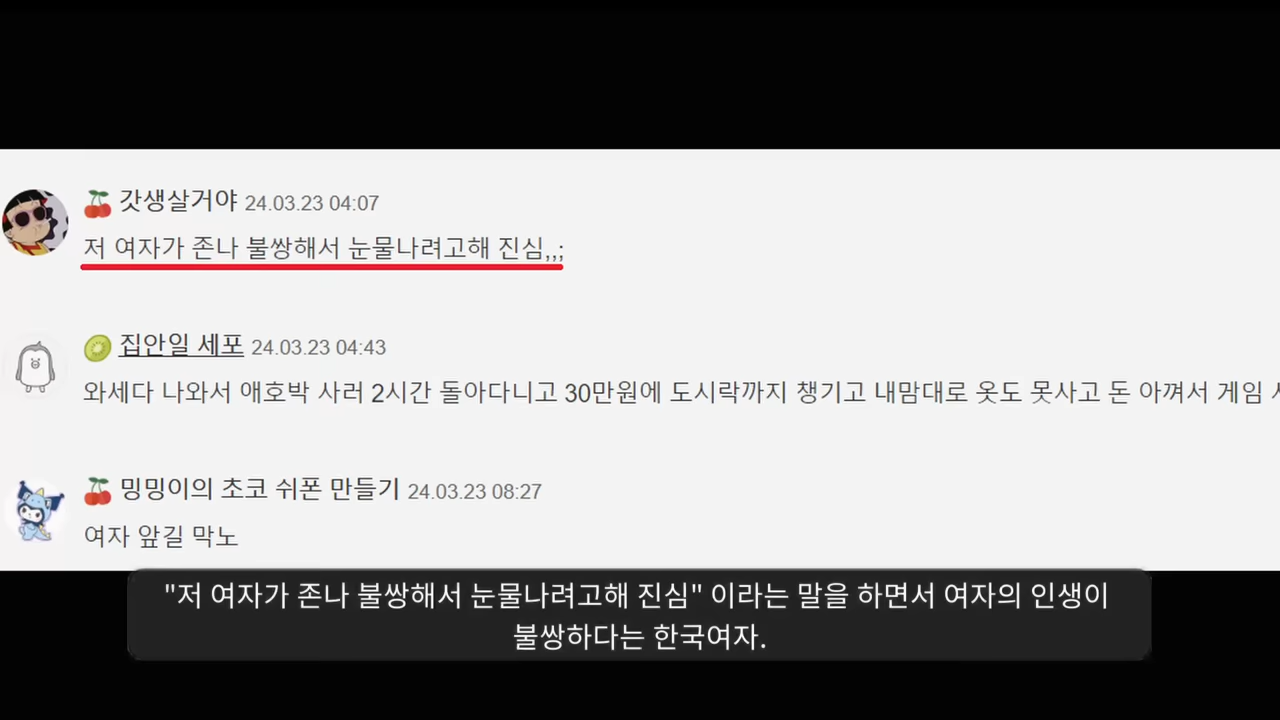 갓생살거야 24.03.23 04:07
저 여자가 존나 불쌍해서 눈물나려고해 진심,,;
집안일 세포 24.03.23 04:43
와세다 나와서 애호박 사러 2시간 돌아다니고 30만원에 도시락까지 챙기고 내맘대로 옷도 못사고 돈 아껴서 게임
밍밍이의 초코 쉬폰 만들기 24.03.23 08:27
여자 앞길 막노
"저 여자가 존나 불쌍해서 눈물나려고해 진심" 이라는 말을 하면서 여자의 인생이
불쌍하다는 한국여자.